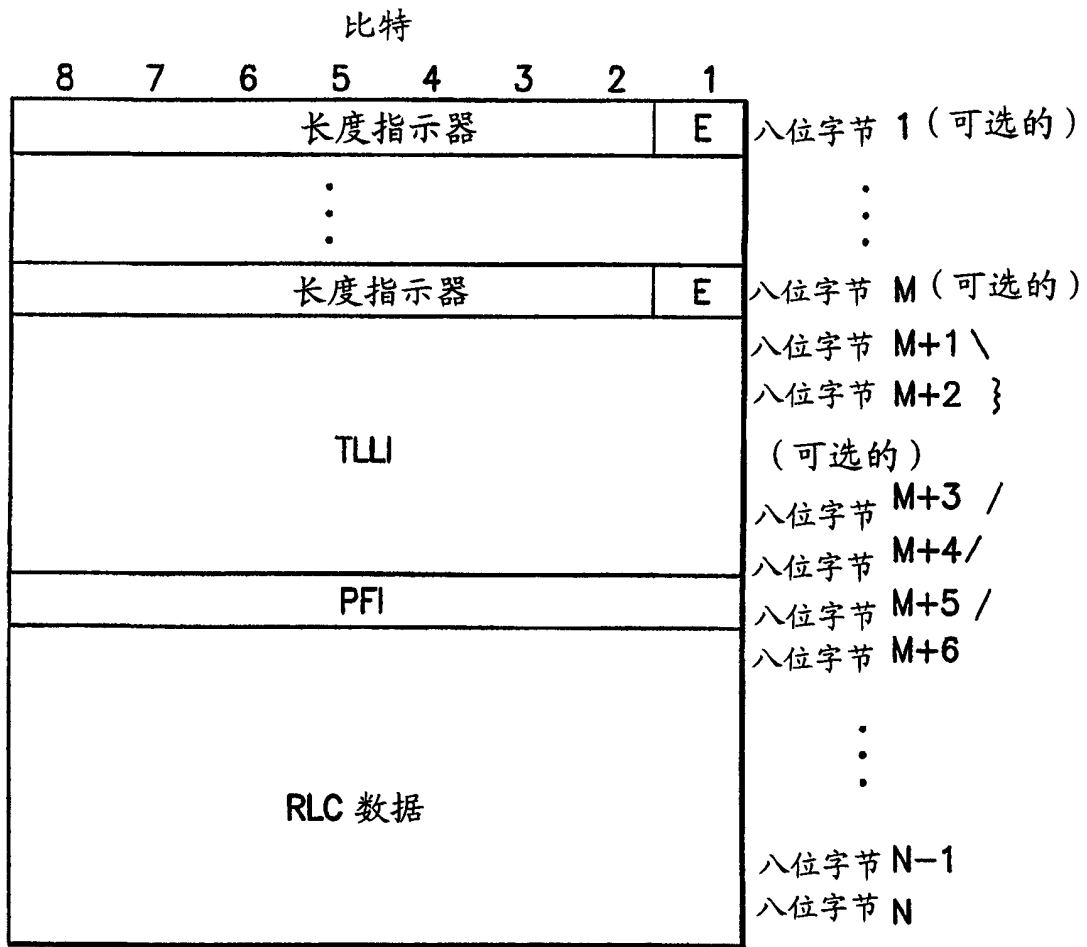 比特
8 7 6 5 4 3 2 1
长度指示器 E 八位字节 1（可选的）
长度指示器 E 八位字节 M（可选的）
八位字节 M+1 \
八位字节 M+2 }
TLLI （可选的）
八位字节 M+3 /
八位字节 M+4/
PFI 八位字节 M+5 /
八位字节 M+6
RLC 数据
八位字节 N-1
八位字节 N